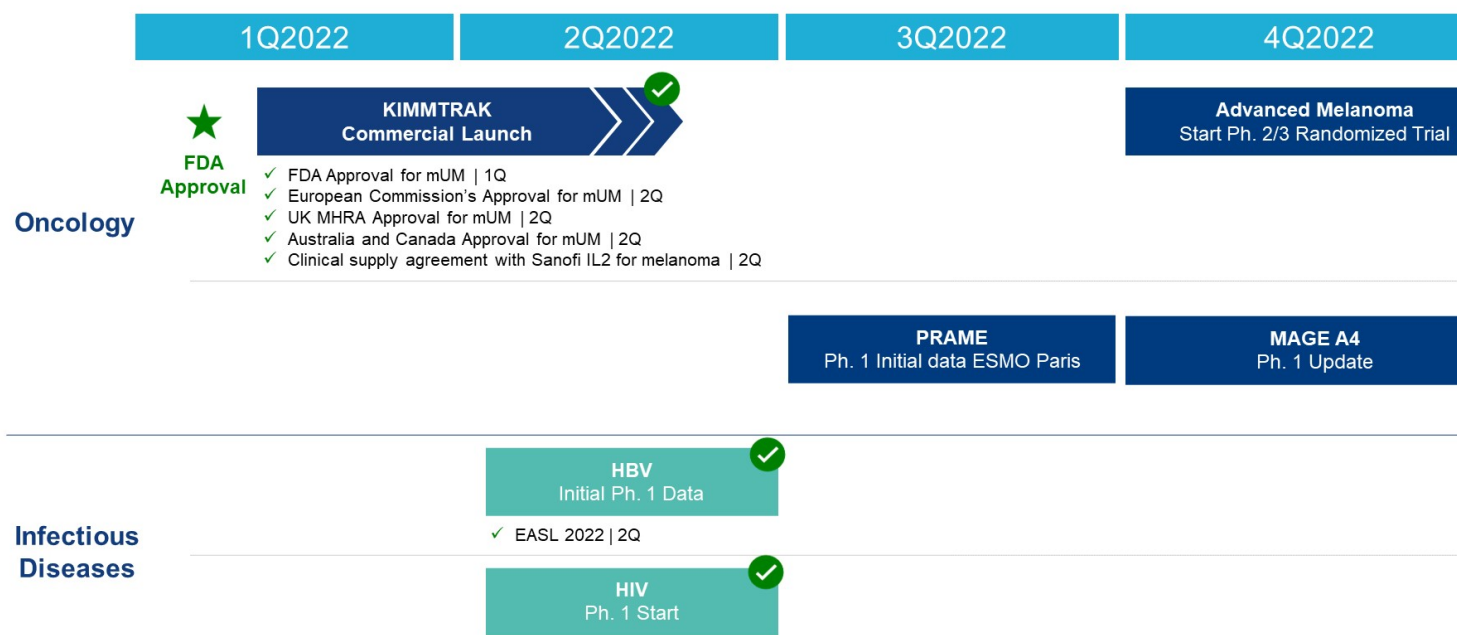 1Q2022
2Q2022
3Q2022
4Q2022
Oncology
FDA
Approval
KIMMTRAK
Commercial Launch
✓ FDA Approval for mUM | 1Q
✓ European Commission’s Approval for mUM | 2Q
✓ UK MHRA Approval for mUM | 2Q
✓ Australia and Canada Approval for mUM | 2Q
✓ Clinical supply agreement with Sanofi IL2 for melanoma | 2Q
Advanced Melanoma
Start Ph. 2/3 Randomized Trial
PRAME
Ph. 1 Initial data ESMO Paris
MAGE A4
Ph. 1 Update
Infectious
Diseases
HBV
Initial Ph. 1 Data
✓ EASL 2022 | 2Q
HIV
Ph. 1 Start